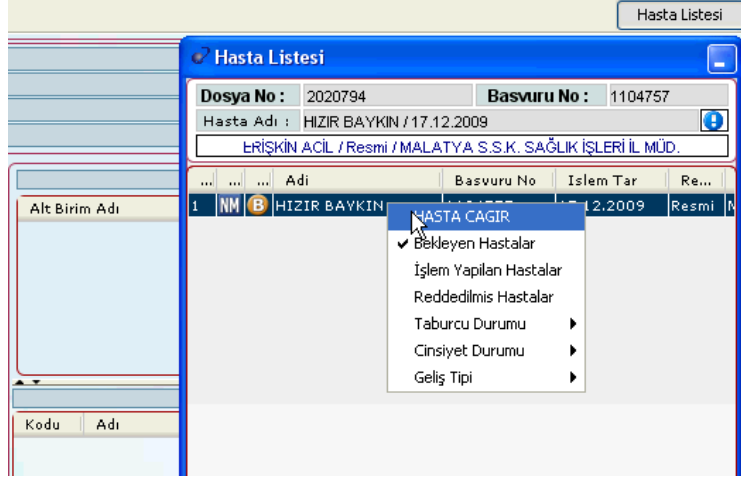 Hasta Listesi
Hasta Listesi
Dosya No : 2020794 Basvuru No : 1104757
Hasta Adı : HIZIR BAYKIN / 17.12.2009
ERİŞKİN ACİL / Resmi / MALATYA S.S.K. SAĞLIK İŞLERİ İL MÜD.
... ... ... Adi Basvuru No Islem Tar Re...
Alt Birim Adı
1 NM B HIZIR BAYKIN 12.2009 Resmi
HASTA CAGIR
Bekleyen Hastalar
İşlem Yapilan Hastalar
Reddedilmis Hastalar
Taburcu Durumu
Cinsiyet Durumu
Geliş Tipi
Kodu Adı